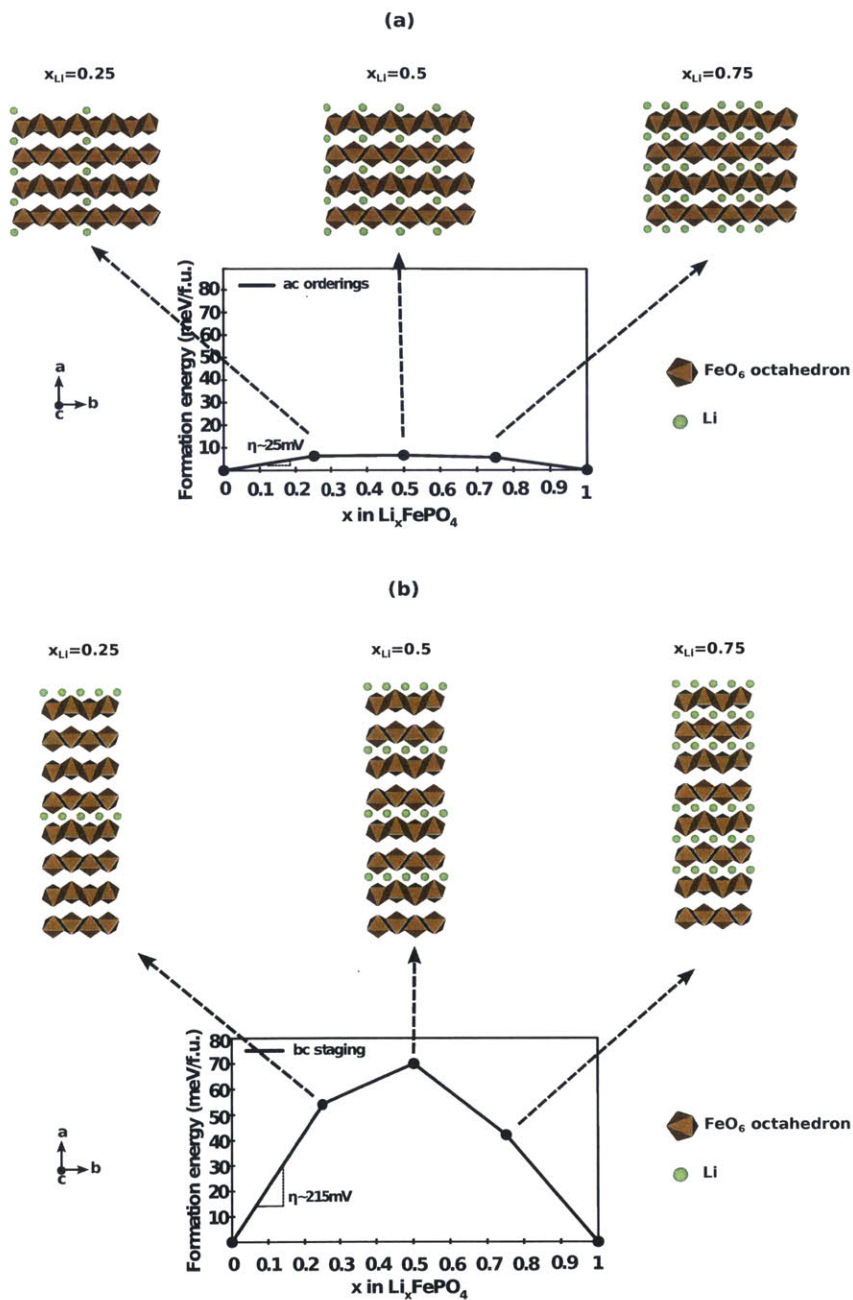 (a)
xLi=0.25
xLi=0.5
xLi=0.75
ac orderings
Formation energy (meV/f.u.)
80
70
60
50
40
30
20
10
η~25mV
0 0.1 0.2 0.3 0.4 0.5 0.6 0.7 0.8 0.9 1
x in LixFePO4
a
c b
FeO6 octahedron
Li
(b)
xLi=0.25
xLi=0.5
xLi=0.75
bc staging
Formation energy (meV/f.u.)
80
70
60
50
40
30
20
10
η~215mV
0 0.1 0.2 0.3 0.4 0.5 0.6 0.7 0.8 0.9 1
x in LixFePO4
a
c b
FeO6 octahedron
Li